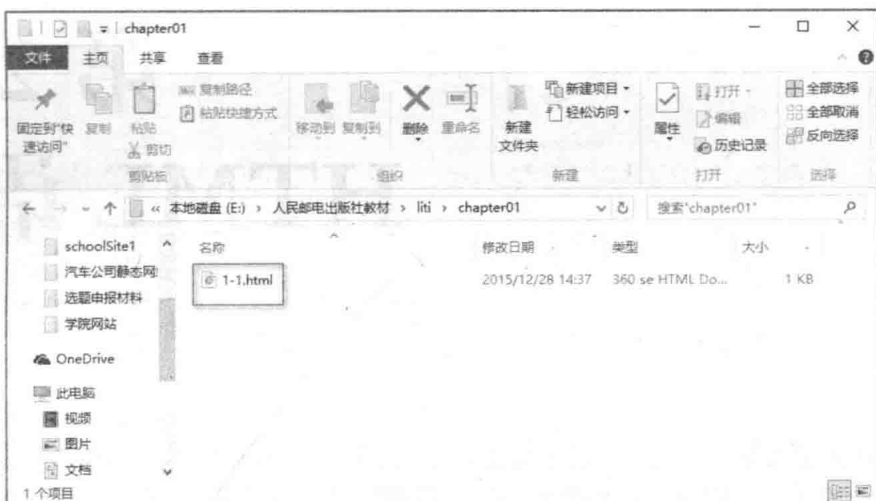 chapter01
文件 主页 共享 查看
固定到"快速访问"
复制
粘贴
复制路径
粘贴快捷方式
剪切
剪贴板
移动到 复制到 删除 重命名
组织
新建文件夹
新建项目
轻松访问
新建
属性
打开
编辑
历史记录
打开
全部选择
全部取消
反向选择
选择
« 本地磁盘 (E:) › 人民邮电出版社教材 › liti › chapter01
搜索"chapter01"
名称 修改日期 类型 大小
1-1.html 2015/12/28 14:37 360 se HTML Do... 1 KB
schoolSite1
汽车公司静态网
选题申报材料
学院网站
OneDrive
此电脑
视频
图片
文档
1 个项目